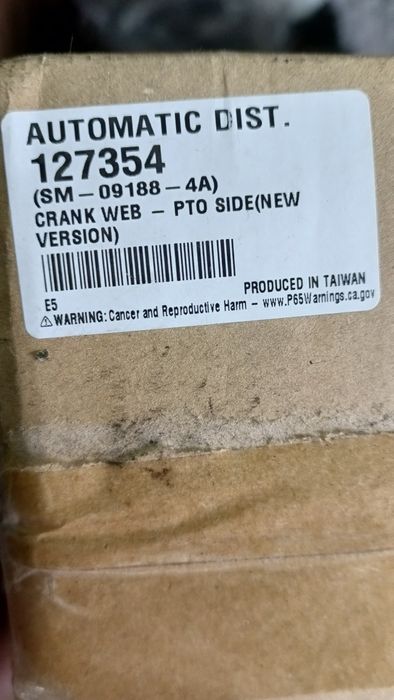 AUTOMATIC DIST.
127354
(SM-09188-4A)
CRANK WEB - PTO SIDE(NEW
VERSION)
E5
PRODUCED IN TAIWAN
⚠WARNING: Cancer and Reproductive Harm - www.P65Warnings.ca.gov